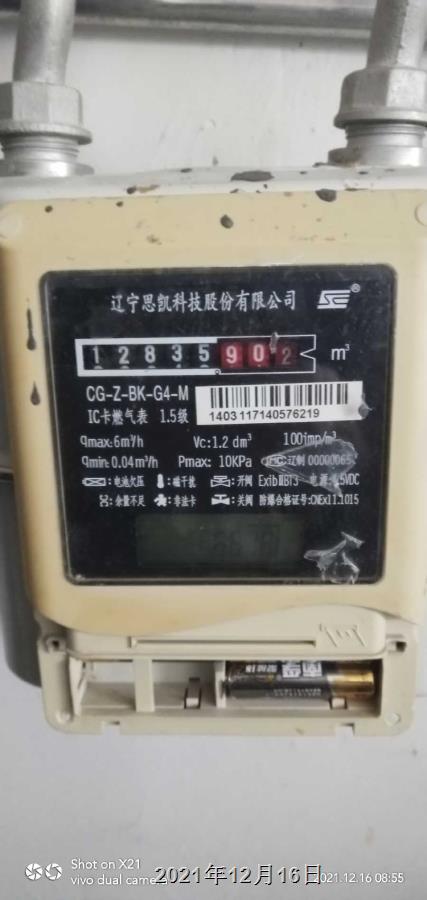 辽宁思凯科技股份有限公司 ®
12835902 m³
CG-Z-BK-G4-M
IC卡燃气表 1.5级
1403117140576219
qmax:6m³/h Vc:1.2 dm³ 100imp/m³
qmin:0.04m³/h Pmax: 10KPa MC 辽制 00000065
:电池欠压 :磁干扰 :开阀 ExibⅡBT3 电源: VDC
:余量不足 :非法卡 :关阀 防爆合格证号:CNEx11.1015
Shot on X21
vivo dual camera
2021年12月16日
2021.12.16 08:55